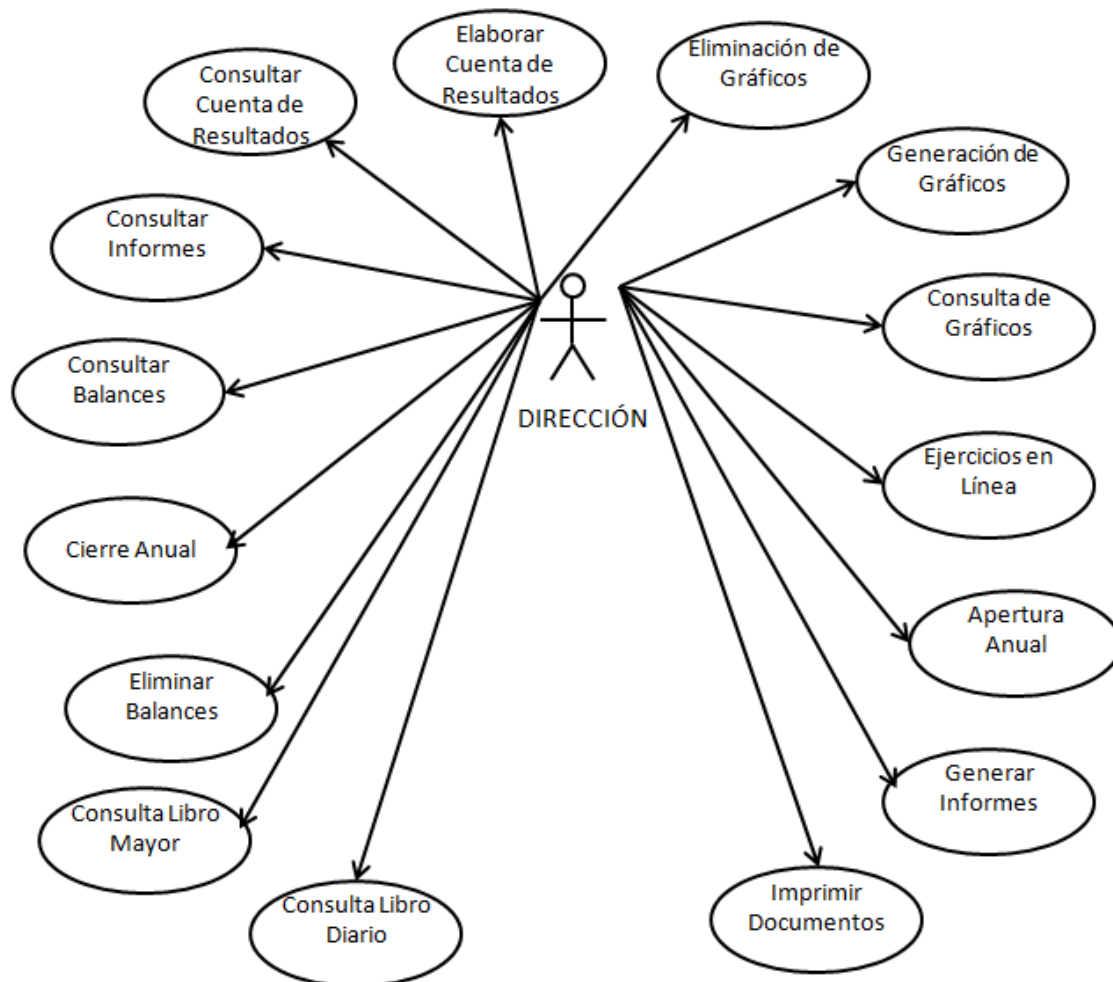 Elaborar
Cuenta de
Resultados
Eliminación de
Gráficos
Consultar
Cuenta de
Resultados
Generación de
Gráficos
Consultar
Informes
Consulta de
Gráficos
Consultar
Balances
DIRECCIÓN
Ejercicios en
Línea
Cierre Anual
Apertura
Anual
Eliminar
Balances
Generar
Informes
Consulta Libro
Mayor
Consulta Libro
Diario
Imprimir
Documentos